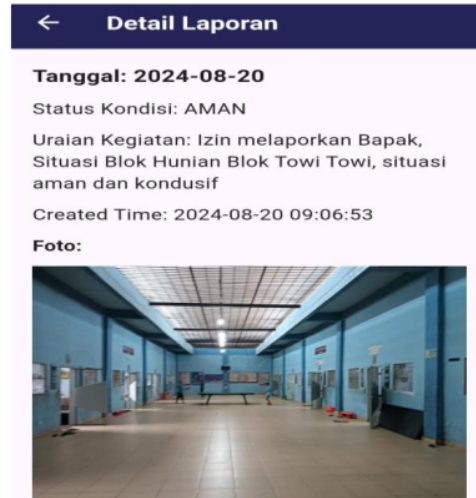 Detail Laporan
Tanggal: 2024-08-20
Status Kondisi: AMAN
Uraian Kegiatan: Izin melaporkan Bapak,
Situasi Blok Hunian Blok Towi Towi, situasi
aman dan kondusif
Created Time: 2024-08-20 09:06:53
Foto: